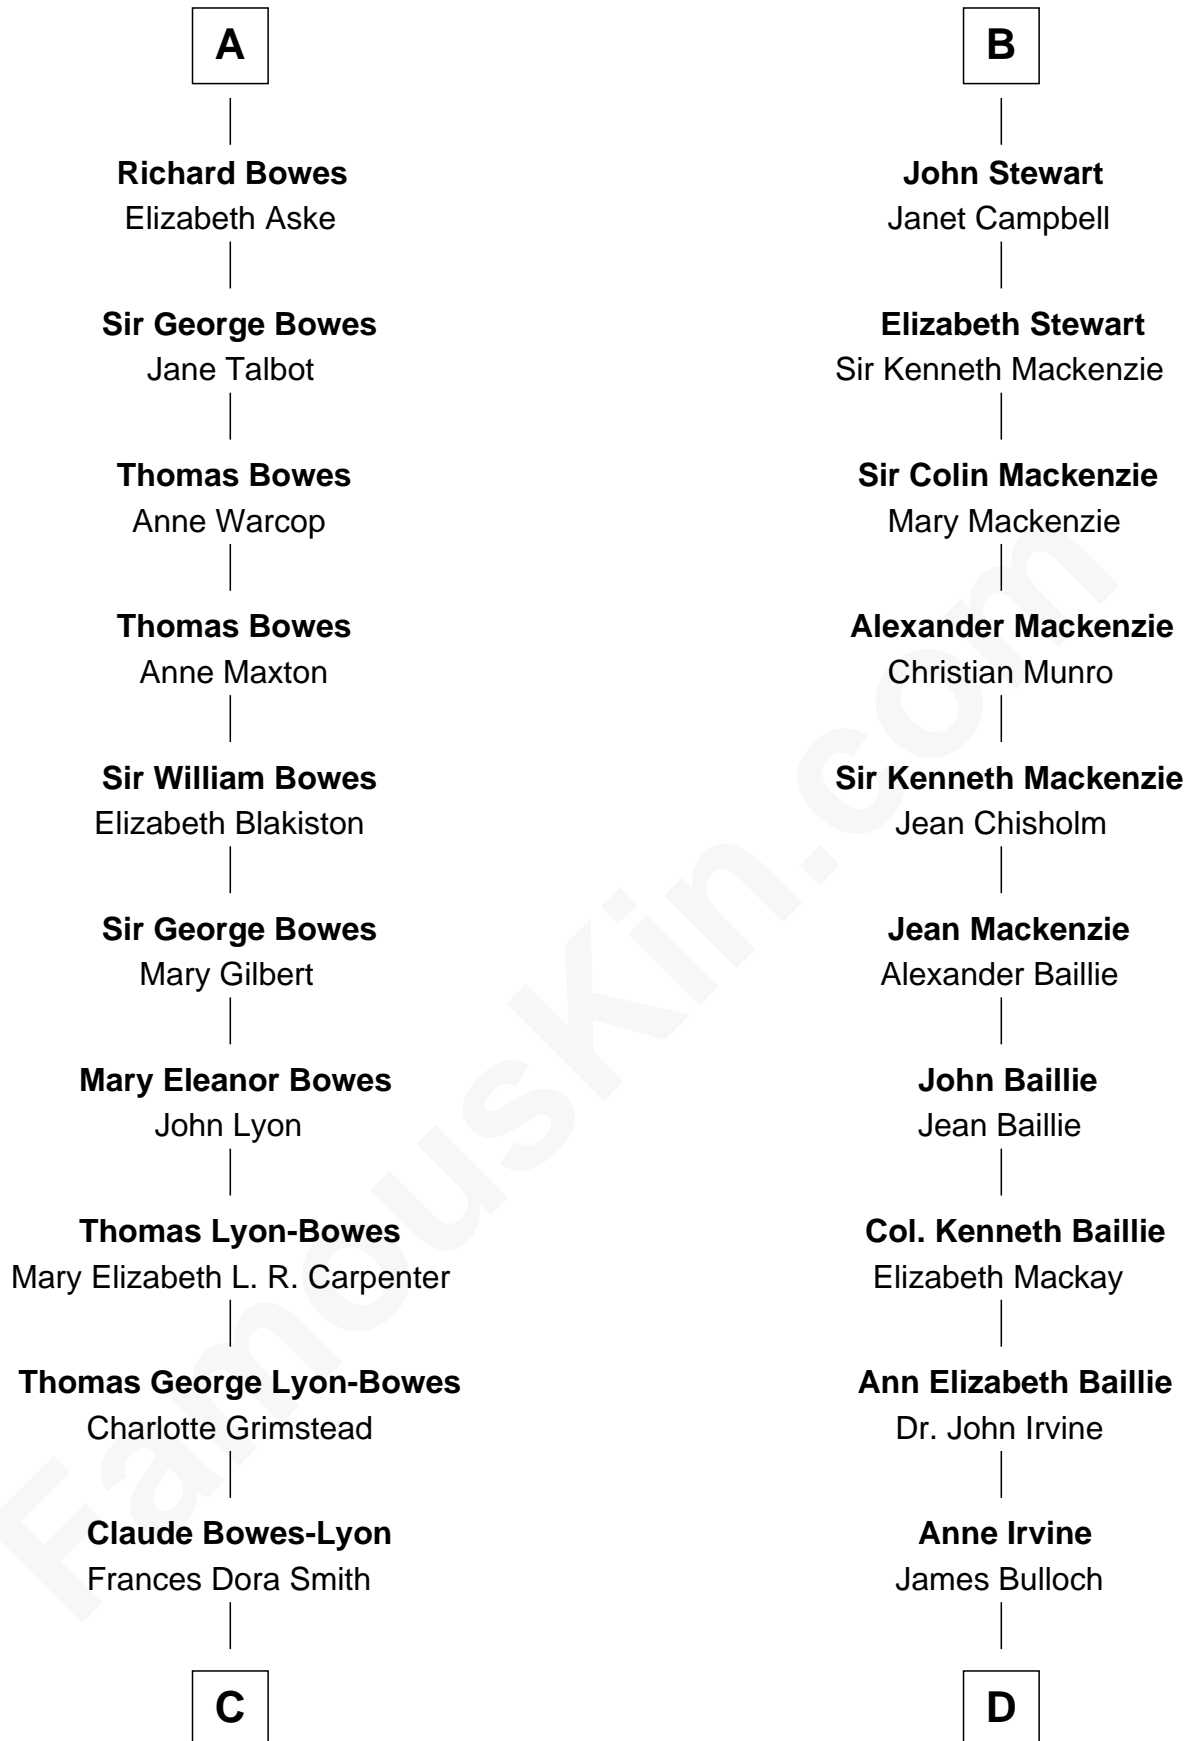 A
Richard Bowes
Elizabeth Aske
Sir George Bowes
Jane Talbot
Thomas Bowes
Anne Warcop
Thomas Bowes
Anne Maxton
Sir William Bowes
Elizabeth Blakiston
Sir George Bowes
Mary Gilbert
Mary Eleanor Bowes
John Lyon
Thomas Lyon-Bowes
Mary Elizabeth L. R. Carpenter
Thomas George Lyon-Bowes
Charlotte Grimstead
Claude Bowes-Lyon
Frances Dora Smith
C
B
John Stewart
Janet Campbell
Elizabeth Stewart
Sir Kenneth Mackenzie
Sir Colin Mackenzie
Mary Mackenzie
Alexander Mackenzie
Christian Munro
Sir Kenneth Mackenzie
Jean Chisholm
Jean Mackenzie
Alexander Baillie
John Baillie
Jean Baillie
Col. Kenneth Baillie
Elizabeth Mackay
Ann Elizabeth Baillie
Dr. John Irvine
Anne Irvine
James Bulloch
D
FamousKin.com